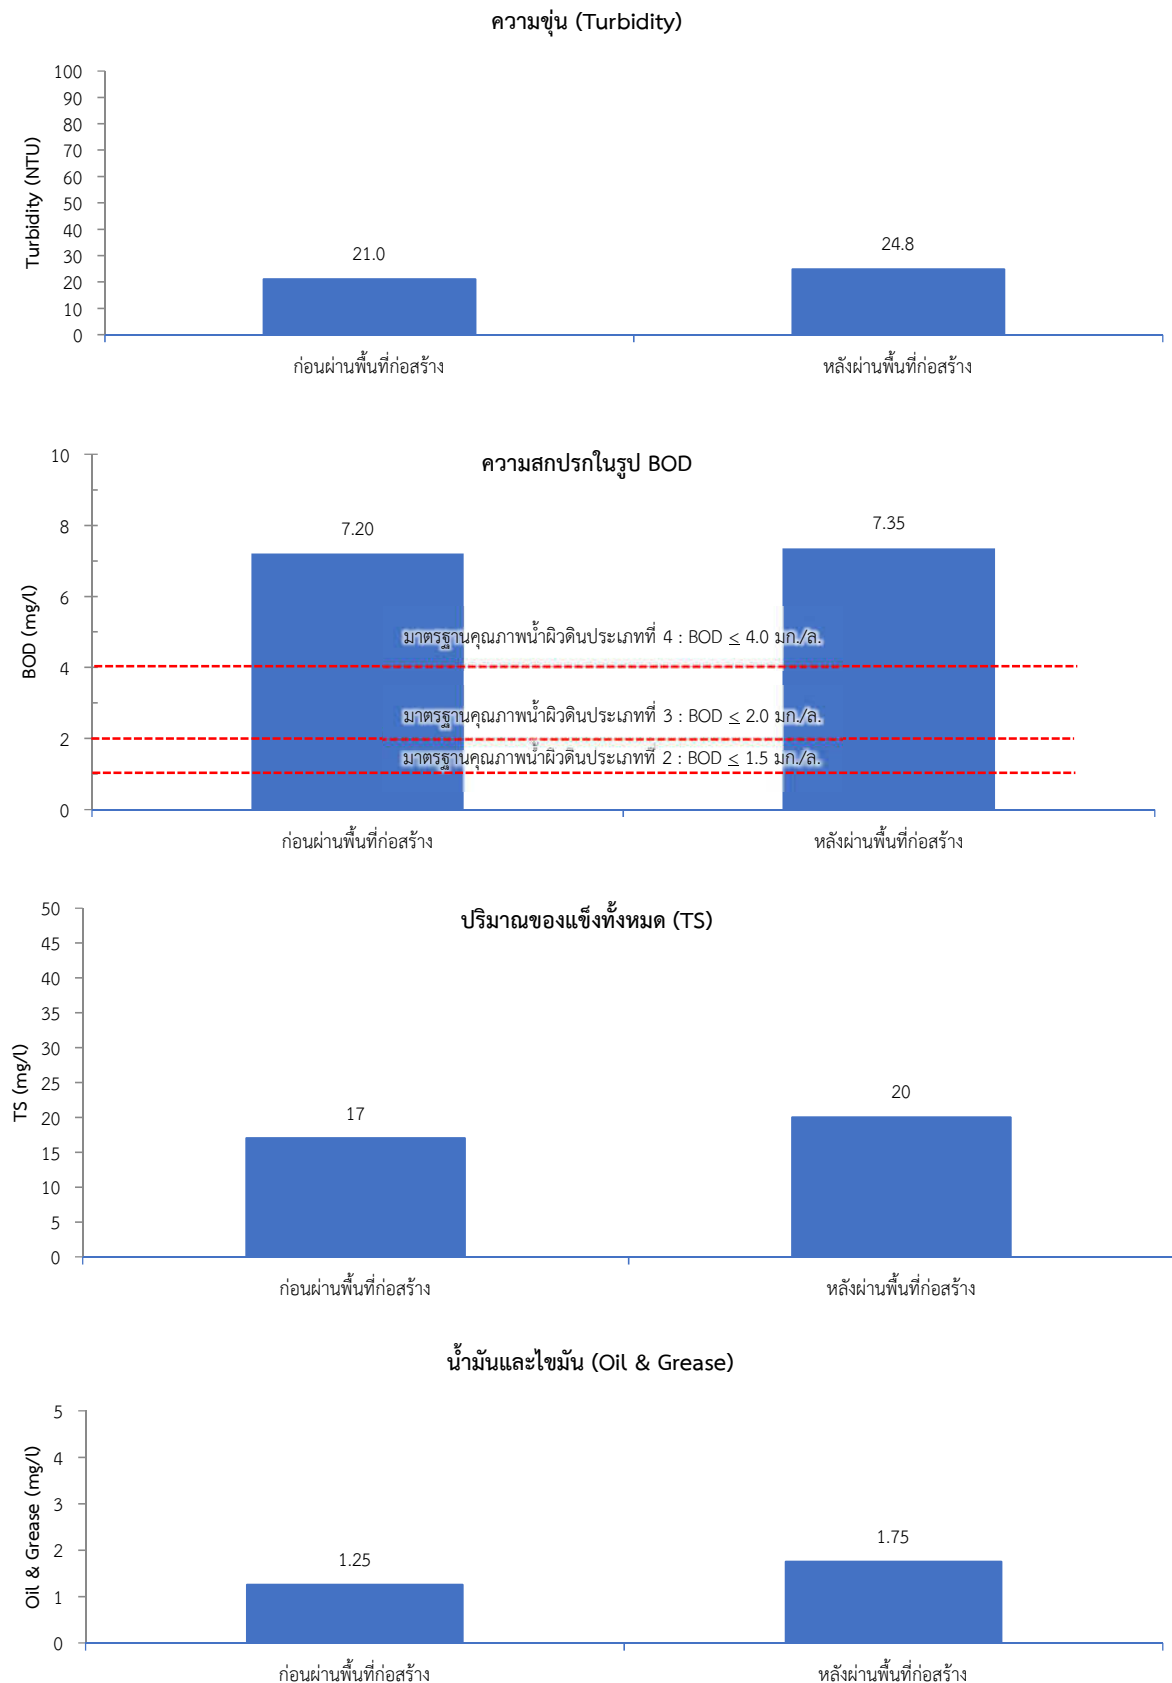 ความขุ่น (Turbidity)
100
90
80
70
60
50
40
30
20
10
0
Turbidity (NTU)
21.0
24.8
ก่อนผ่านพื้นที่ก่อสร้าง
หลังผ่านพื้นที่ก่อสร้าง
ความสกปรกในรูป BOD
10
8
6
4
2
0
BOD (mg/l)
7.20
7.35
มาตรฐานคุณภาพน้ำผิวดินประเภทที่ 4 : BOD ≤ 4.0 มก./ล.
มาตรฐานคุณภาพน้ำผิวดินประเภทที่ 3 : BOD ≤ 2.0 มก./ล.
มาตรฐานคุณภาพน้ำผิวดินประเภทที่ 2 : BOD ≤ 1.5 มก./ล.
ก่อนผ่านพื้นที่ก่อสร้าง
หลังผ่านพื้นที่ก่อสร้าง
ปริมาณของแข็งทั้งหมด (TS)
50
45
40
35
30
25
20
15
10
5
0
TS (mg/l)
17
20
ก่อนผ่านพื้นที่ก่อสร้าง
หลังผ่านพื้นที่ก่อสร้าง
น้ำมันและไขมัน (Oil & Grease)
5
4
3
2
1
0
Oil & Grease (mg/l)
1.25
1.75
ก่อนผ่านพื้นที่ก่อสร้าง
หลังผ่านพื้นที่ก่อสร้าง